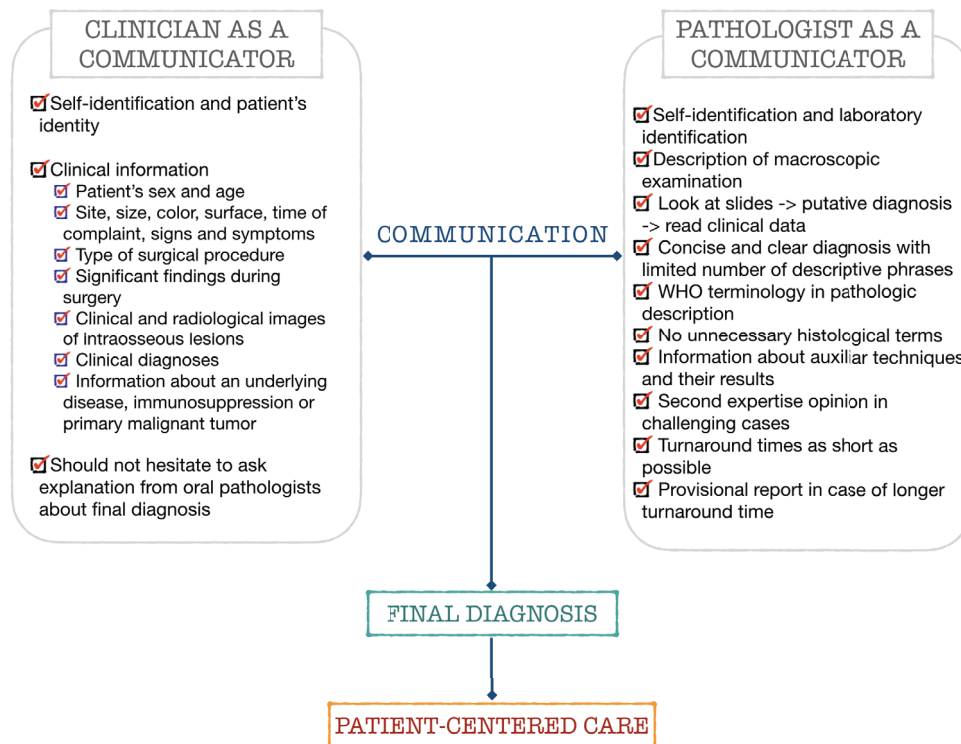 CLINICIAN AS A
COMMUNICATOR
Self-identification and patient's
identity
Clinical information
Patient's sex and age
Site, size, color, surface, time of
complaint, signs and symptoms
Type of surgical procedure
Significant findings during
surgery
Clinical and radiological images
of intraosseous lesions
Clinical diagnoses
Information about an underlying
disease, immunosuppression or
primary malignant tumor
Should not hesitate to ask
explanation from oral pathologists
about final diagnosis
COMMUNICATION
PATHOLOGIST AS A
COMMUNICATOR
Self-identification and laboratory
identification
Description of macroscopic
examination
Look at slides -> putative diagnosis
-> read clinical data
Concise and clear diagnosis with
limited number of descriptive phrases
WHO terminology in pathologic
description
No unnecessary histological terms
Information about auxiliar techniques
and their results
Second expertise opinion in
challenging cases
Turnaround times as short as
possible
Provisional report in case of longer
turnaround time
FINAL DIAGNOSIS
PATIENT-CENTERED CARE